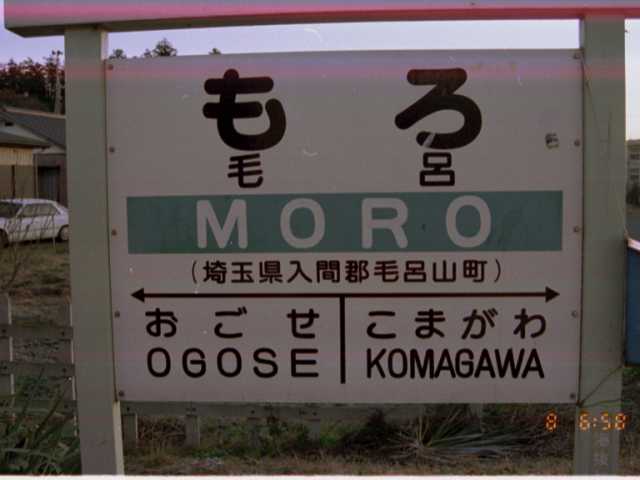 もろ
毛呂
MORO
(埼玉県入間郡毛呂山町)
おごせ こまがわ
OGOSE KOMAGAWA
8 6:58